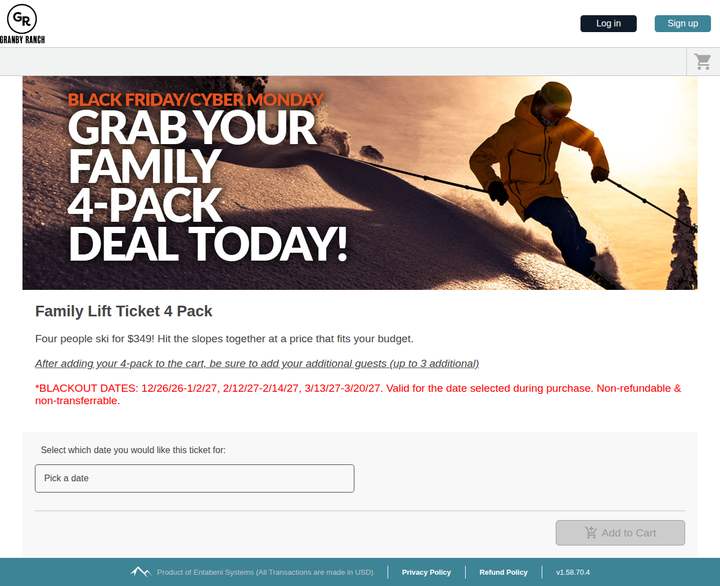 GR
GRANBY RANCH
Log in
Sign up
BLACK FRIDAY/CYBER MONDAY
GRAB YOUR
FAMILY
4-PACK
DEAL TODAY!
Family Lift Ticket 4 Pack
Four people ski for $349! Hit the slopes together at a price that fits your budget.
After adding your 4-pack to the cart, be sure to add your additional guests (up to 3 additional)
*BLACKOUT DATES: 12/26/26-1/2/27, 2/12/27-2/14/27, 3/13/27-3/20/27. Valid for the date selected during purchase. Non-refundable &
non-transferrable.
Select which date you would like this ticket for:
Pick a date
Add to Cart
Product of Entabeni Systems (All Transactions are made in USD)
Privacy Policy
Refund Policy
v1.58.70.4